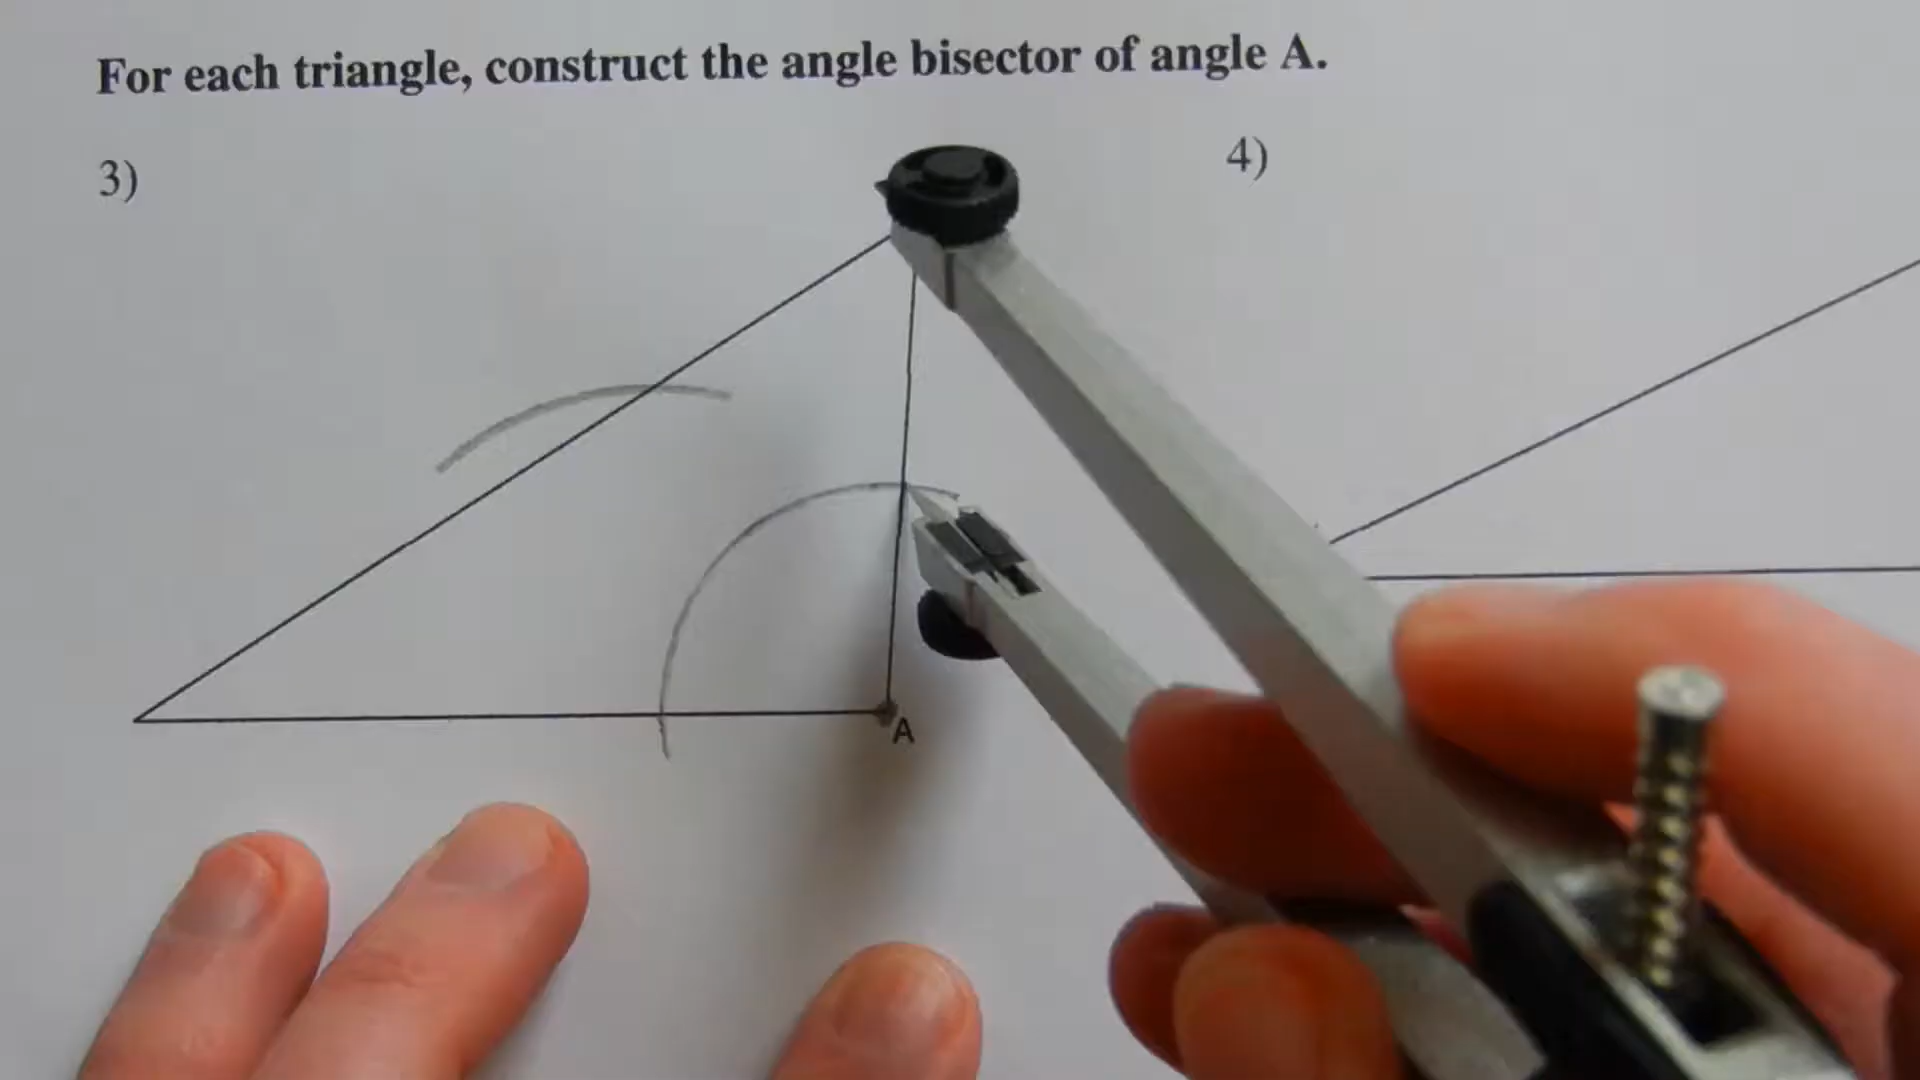 For each triangle, construct the angle bisector of angle A.
3)
4)
A